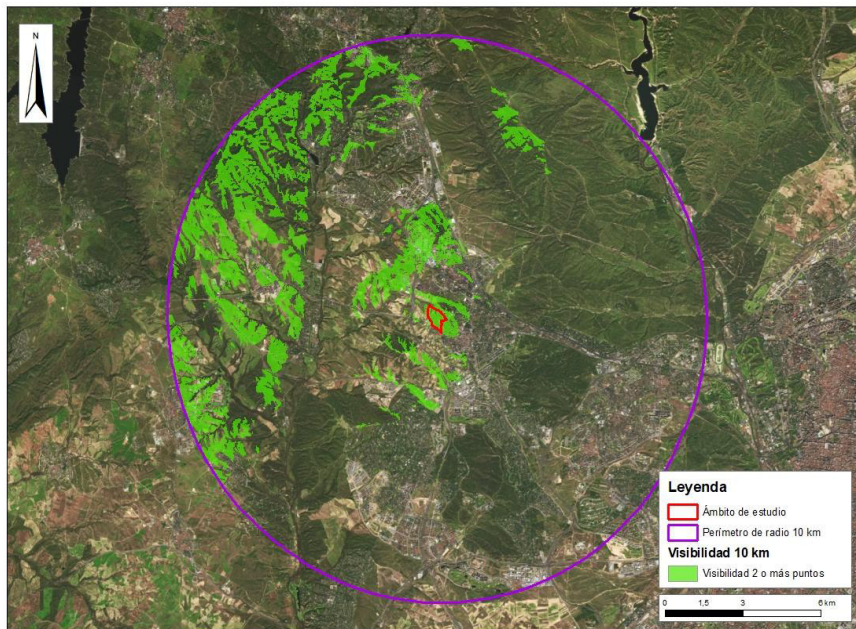 N
Leyenda
Ámbito de estudio
Perímetro de radio 10 km
Visibilidad 10 km
Visibilidad 2 o más puntos
0 1,5 3 6 km